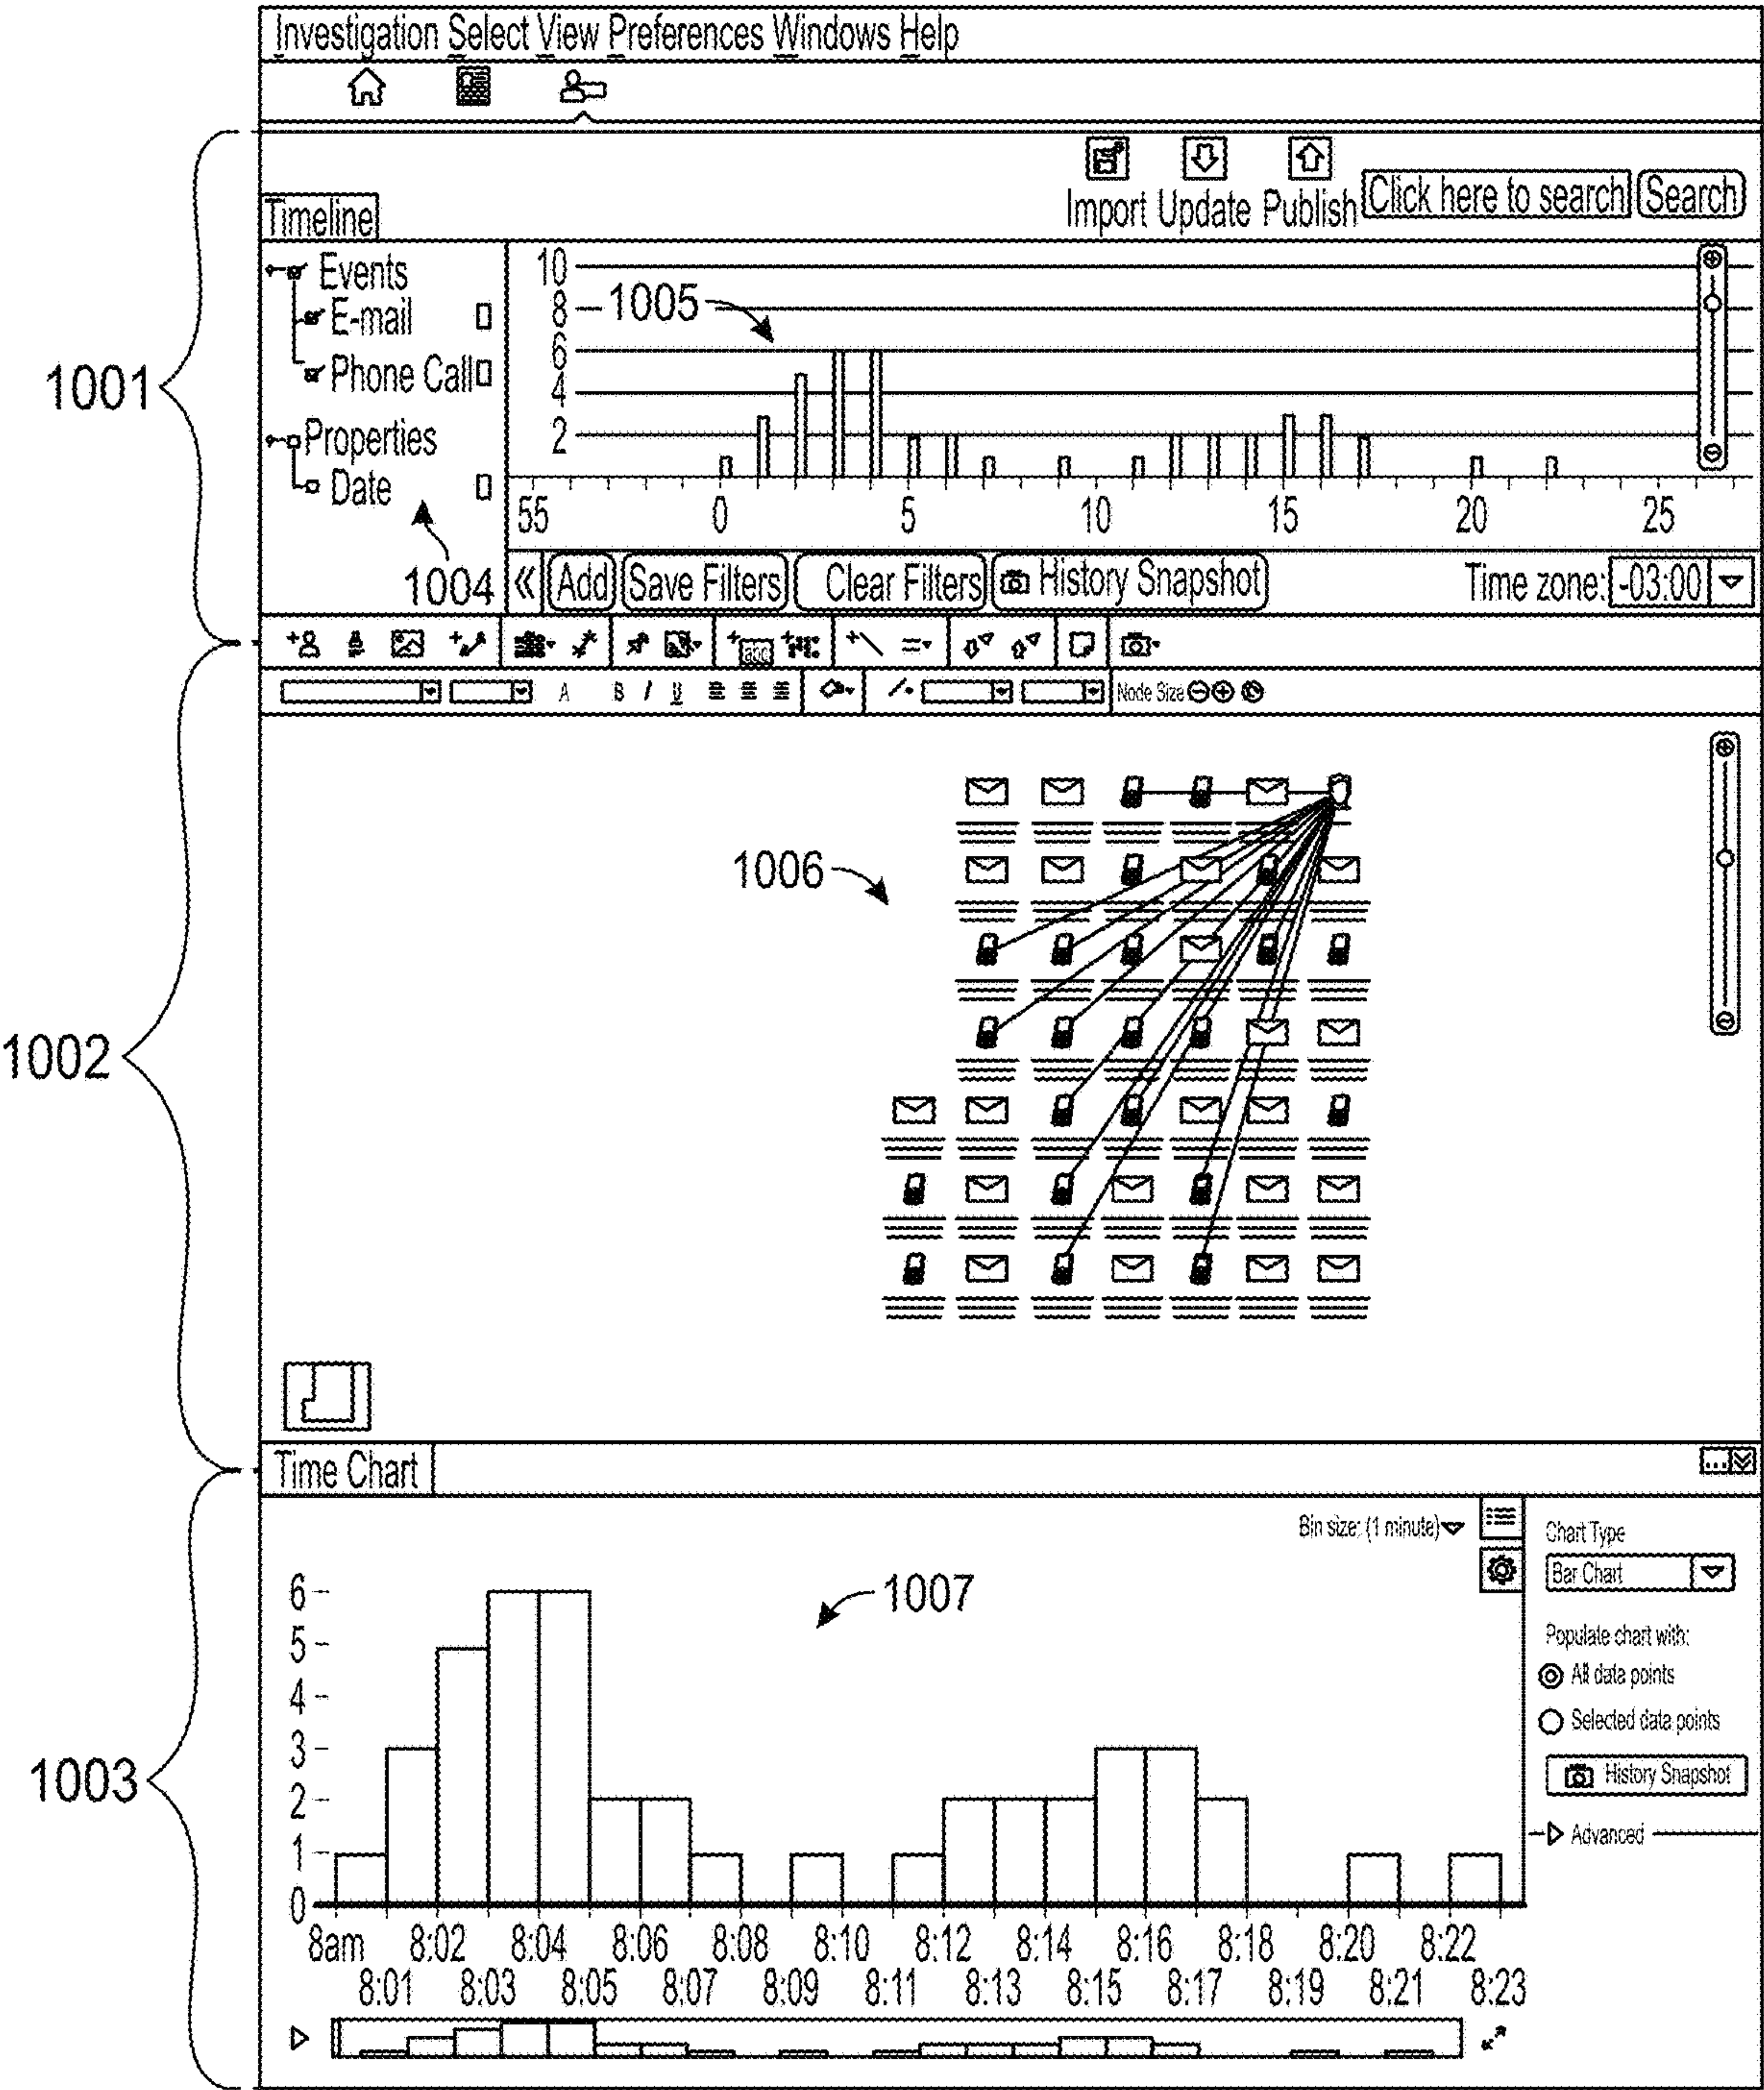 Investigation Select View Preferences Windows Help
Import Update Publish Click here to search Search
Timeline
Events
E-mail
Phone Call
Properties
Date
10
8
6
4
2
1005
55 0 5 10 15 20 25
1004
« Add Save Filters Clear Filters History Snapshot Time zone: -03:00
1001
abc
A B I U Node Size
1006
1002
Time Chart
...
Bin size: (1 minute)
Chart Type
Bar Chart
Populate chart with:
All data points
Selected data points
History Snapshot
Advanced
1007
1003
6
5
4
3
2
1
0
8am 8:02 8:04 8:06 8:08 8:10 8:12 8:14 8:16 8:18 8:20 8:22
8:01 8:03 8:05 8:07 8:09 8:11 8:13 8:15 8:17 8:19 8:21 8:23